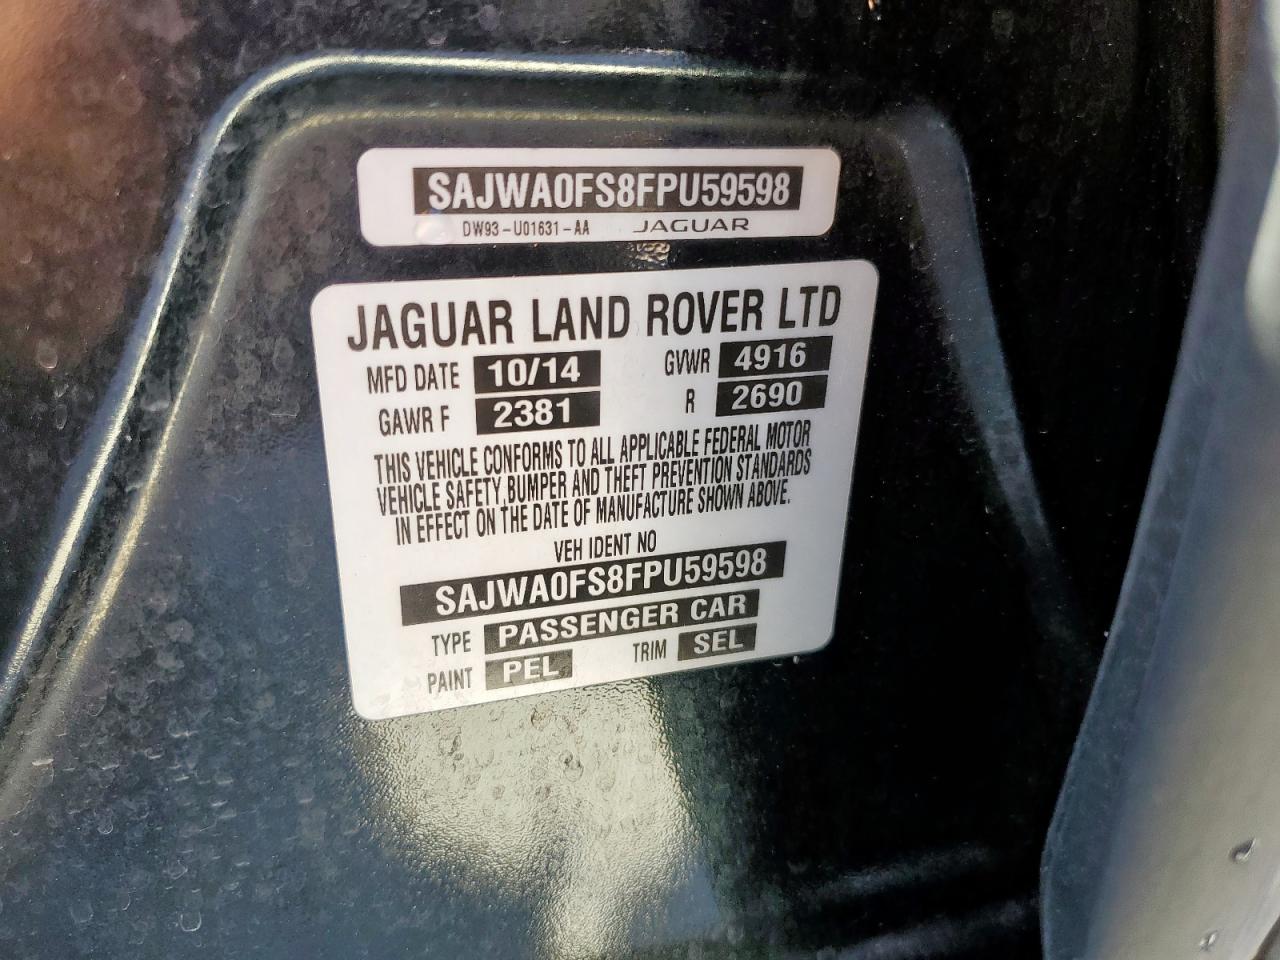 SAJWA0FS8FPU59598
DW93-U01631-AA JAGUAR
JAGUAR LAND ROVER LTD
MFD DATE 10/14 GVWR 4916
GAWR F 2381 R 2690
THIS VEHICLE CONFORMS TO ALL APPLICABLE FEDERAL MOTOR
VEHICLE SAFETY, BUMPER AND THEFT PREVENTION STANDARDS
IN EFFECT ON THE DATE OF MANUFACTURE SHOWN ABOVE.
VEH IDENT NO
SAJWA0FS8FPU59598
TYPE PASSENGER CAR
PAINT PEL TRIM SEL